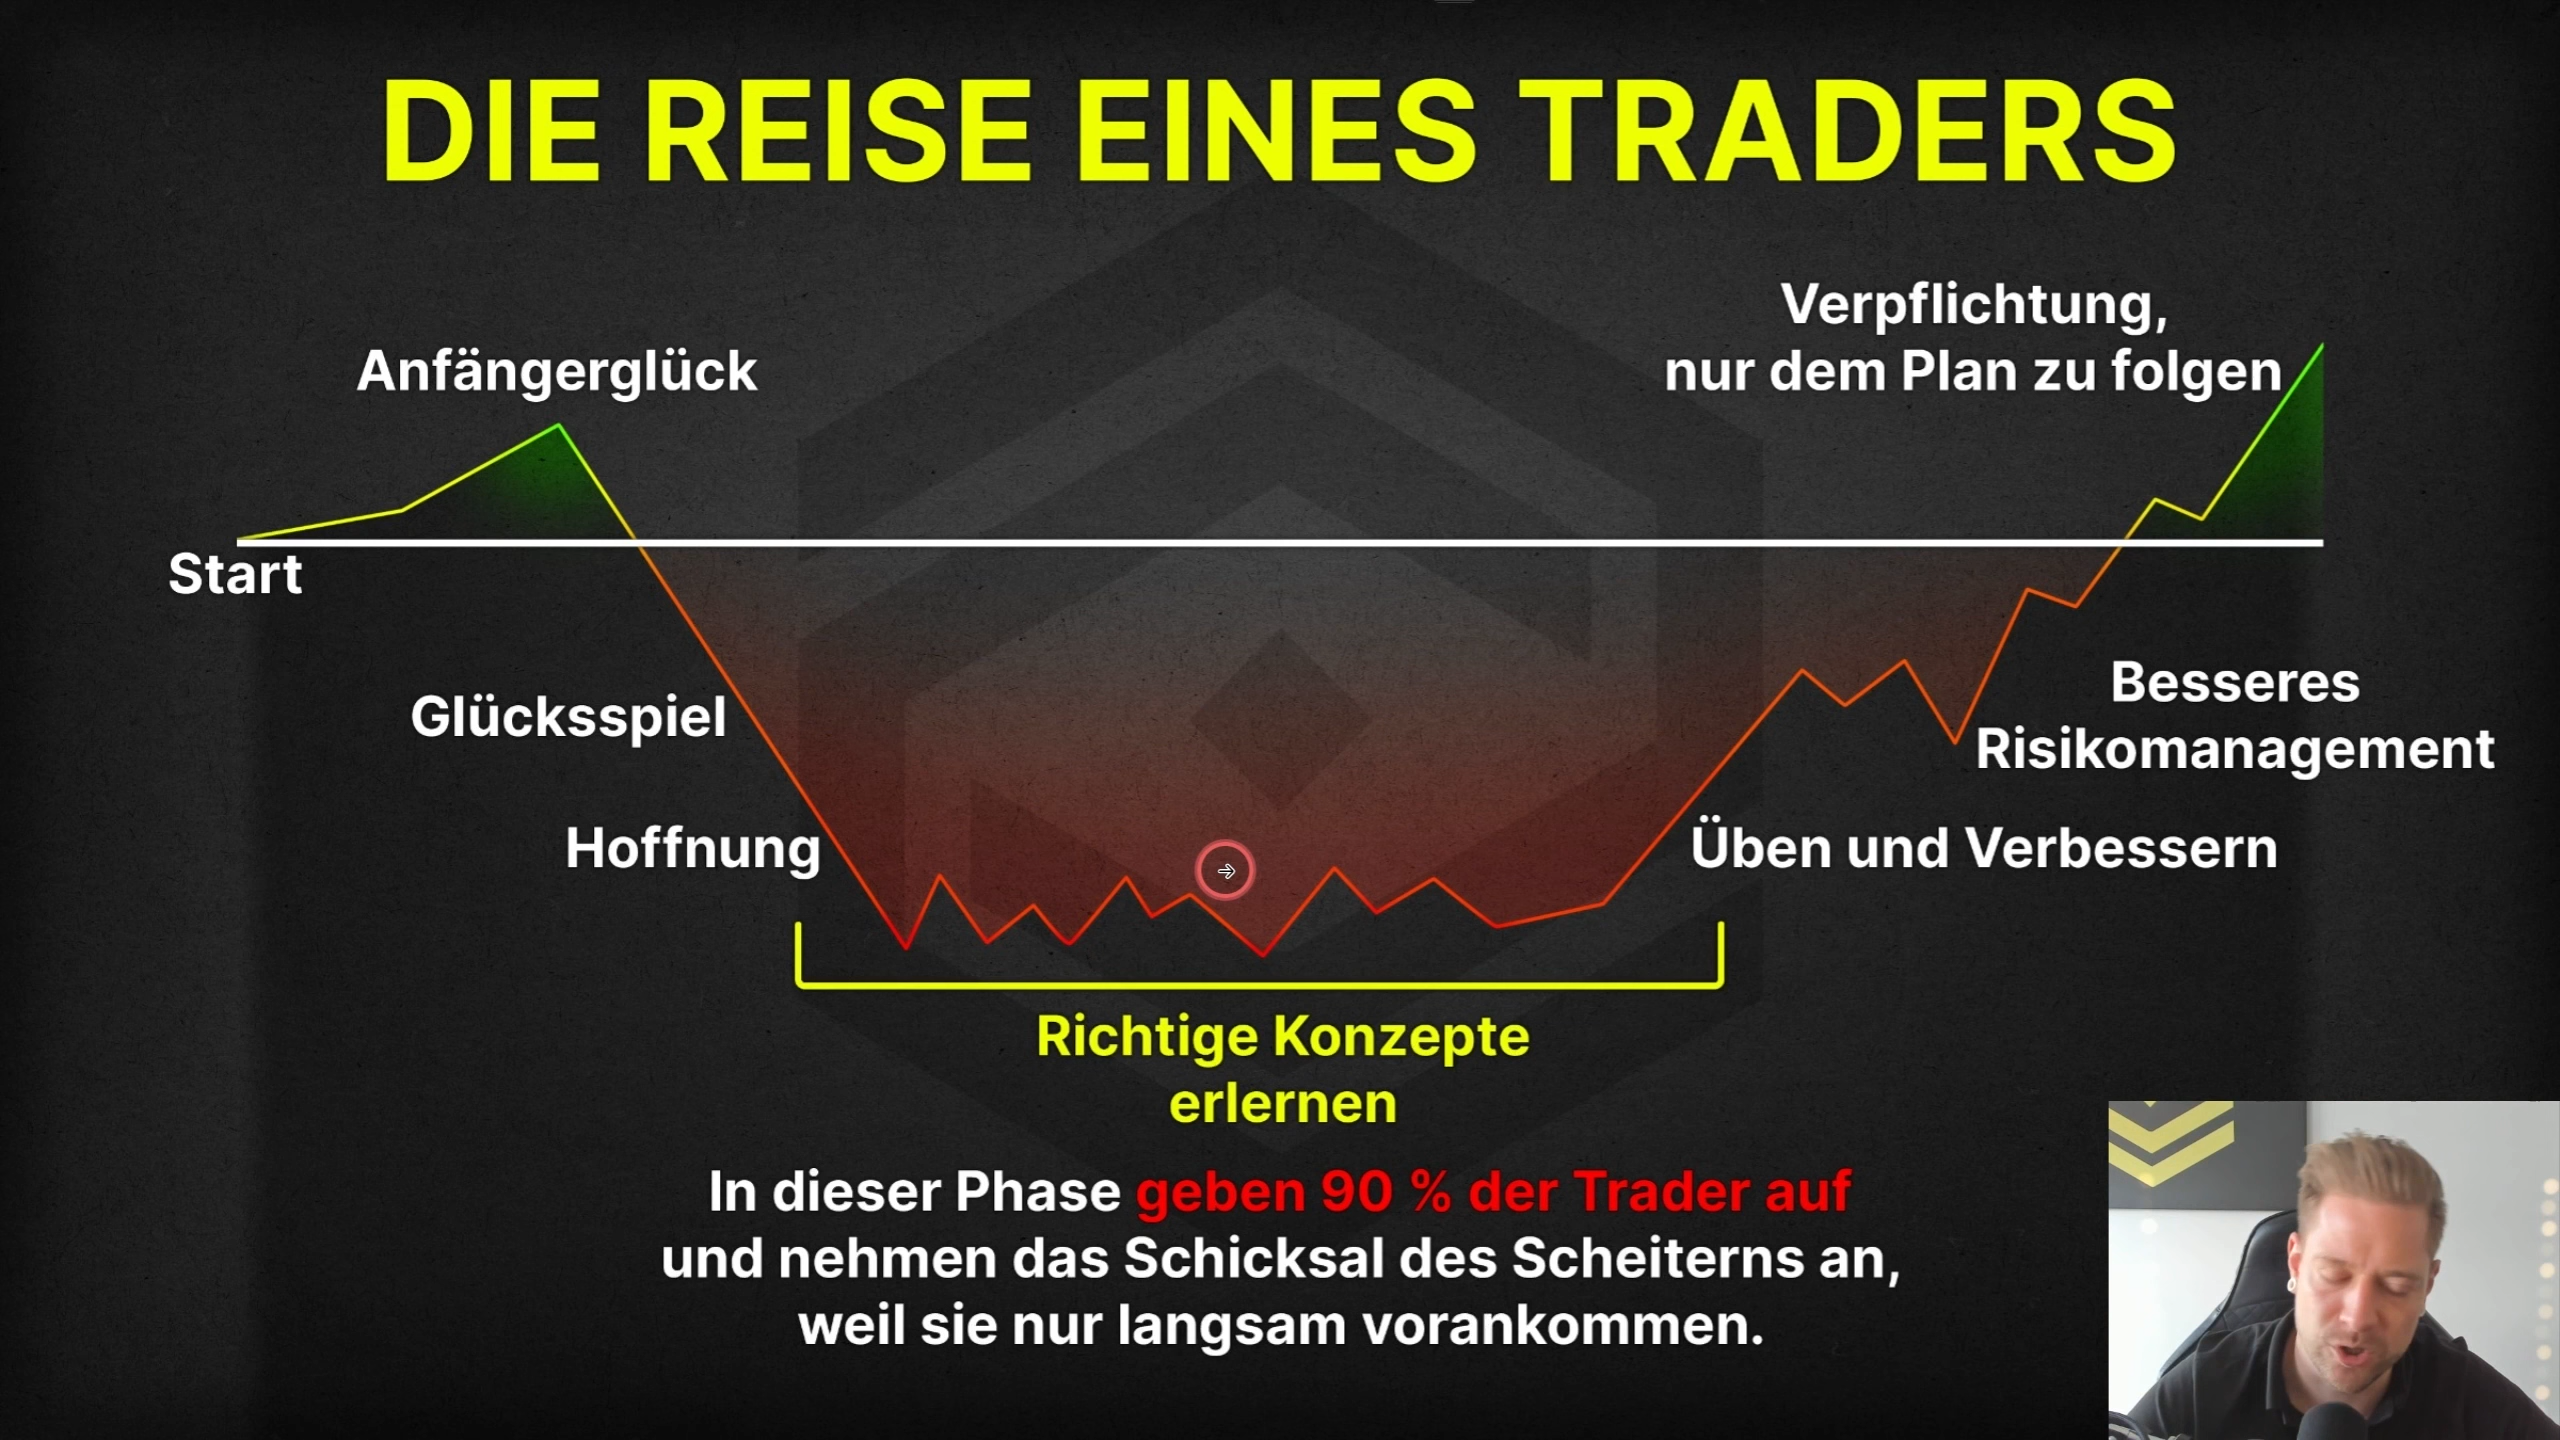 DIE REISE EINES TRADERS
Verpflichtung,
nur dem Plan zu folgen
Anfängerglück
Start
Glücksspiel
Besseres
Risikomanagement
Hoffnung
Üben und Verbessern
Richtige Konzepte
erlernen
In dieser Phase geben 90 % der Trader auf
und nehmen das Schicksal des Scheiterns an,
weil sie nur langsam vorankommen.